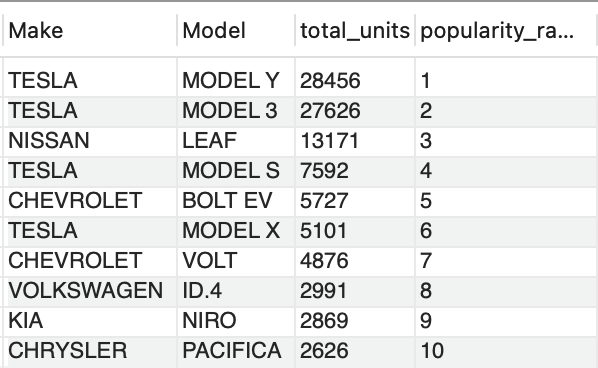 Make Model total_units popularity_ra...
TESLA MODEL Y 28456 1
TESLA MODEL 3 27626 2
NISSAN LEAF 13171 3
TESLA MODEL S 7592 4
CHEVROLET BOLT EV 5727 5
TESLA MODEL X 5101 6
CHEVROLET VOLT 4876 7
VOLKSWAGEN ID.4 2991 8
KIA NIRO 2869 9
CHRYSLER PACIFICA 2626 10